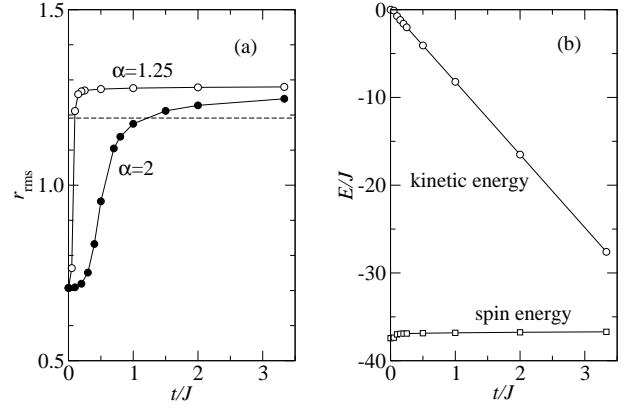 1.5
(a)
α=1.25
α=2
1.0
0.5
r_rms
0 1 2 3
t/J
0
(b)
-10
-20
kinetic energy
-30
spin energy
-40
E/J
0 1 2 3
t/J